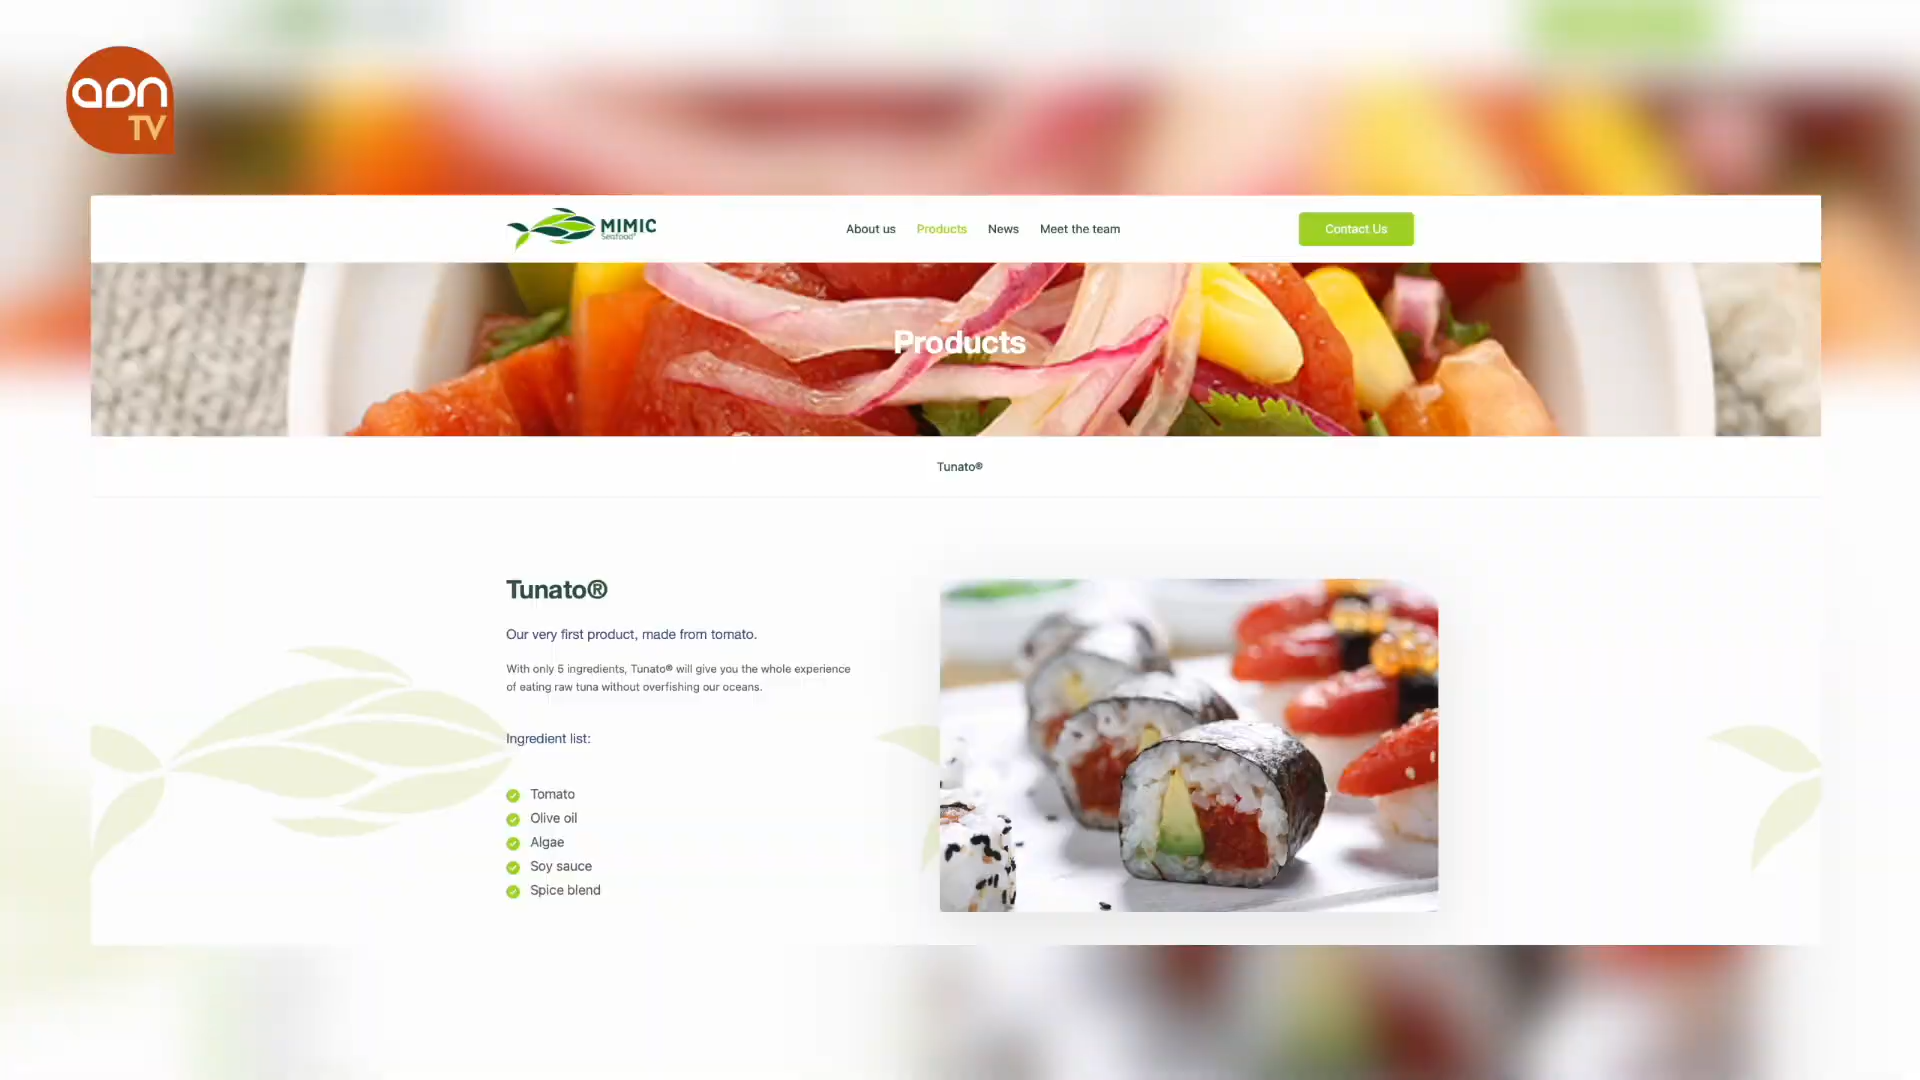 aDn
TV
MIMIC
Seafood®
About us
Products
News
Meet the team
Contact Us
Products
Tunato®
Tunato®
Our very first product, made from tomato.
With only 5 ingredients, Tunato® will give you the whole experience
of eating raw tuna without overfishing our oceans.
Ingredient list:
Tomato
Olive oil
Algae
Soy sauce
Spice blend